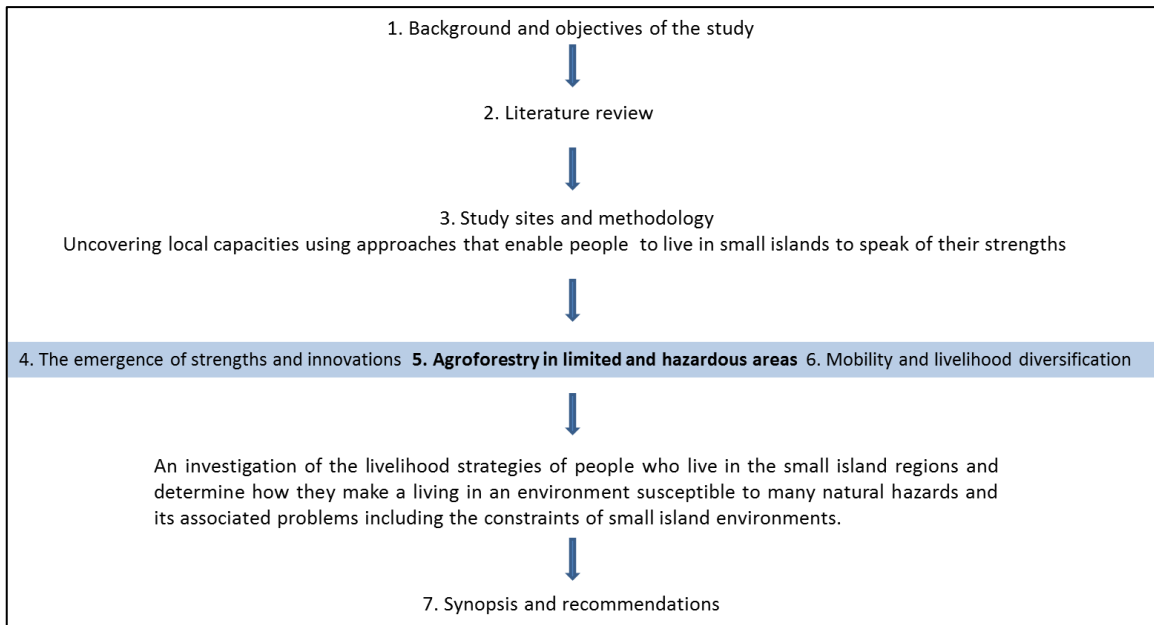 1. Background and objectives of the study
2. Literature review
3. Study sites and methodology
Uncovering local capacities using approaches that enable people to live in small islands to speak of their strengths
4. The emergence of strengths and innovations 5. Agroforestry in limited and hazardous areas 6. Mobility and livelihood diversification
An investigation of the livelihood strategies of people who live in the small island regions and
determine how they make a living in an environment susceptible to many natural hazards and
its associated problems including the constraints of small island environments.
7. Synopsis and recommendations